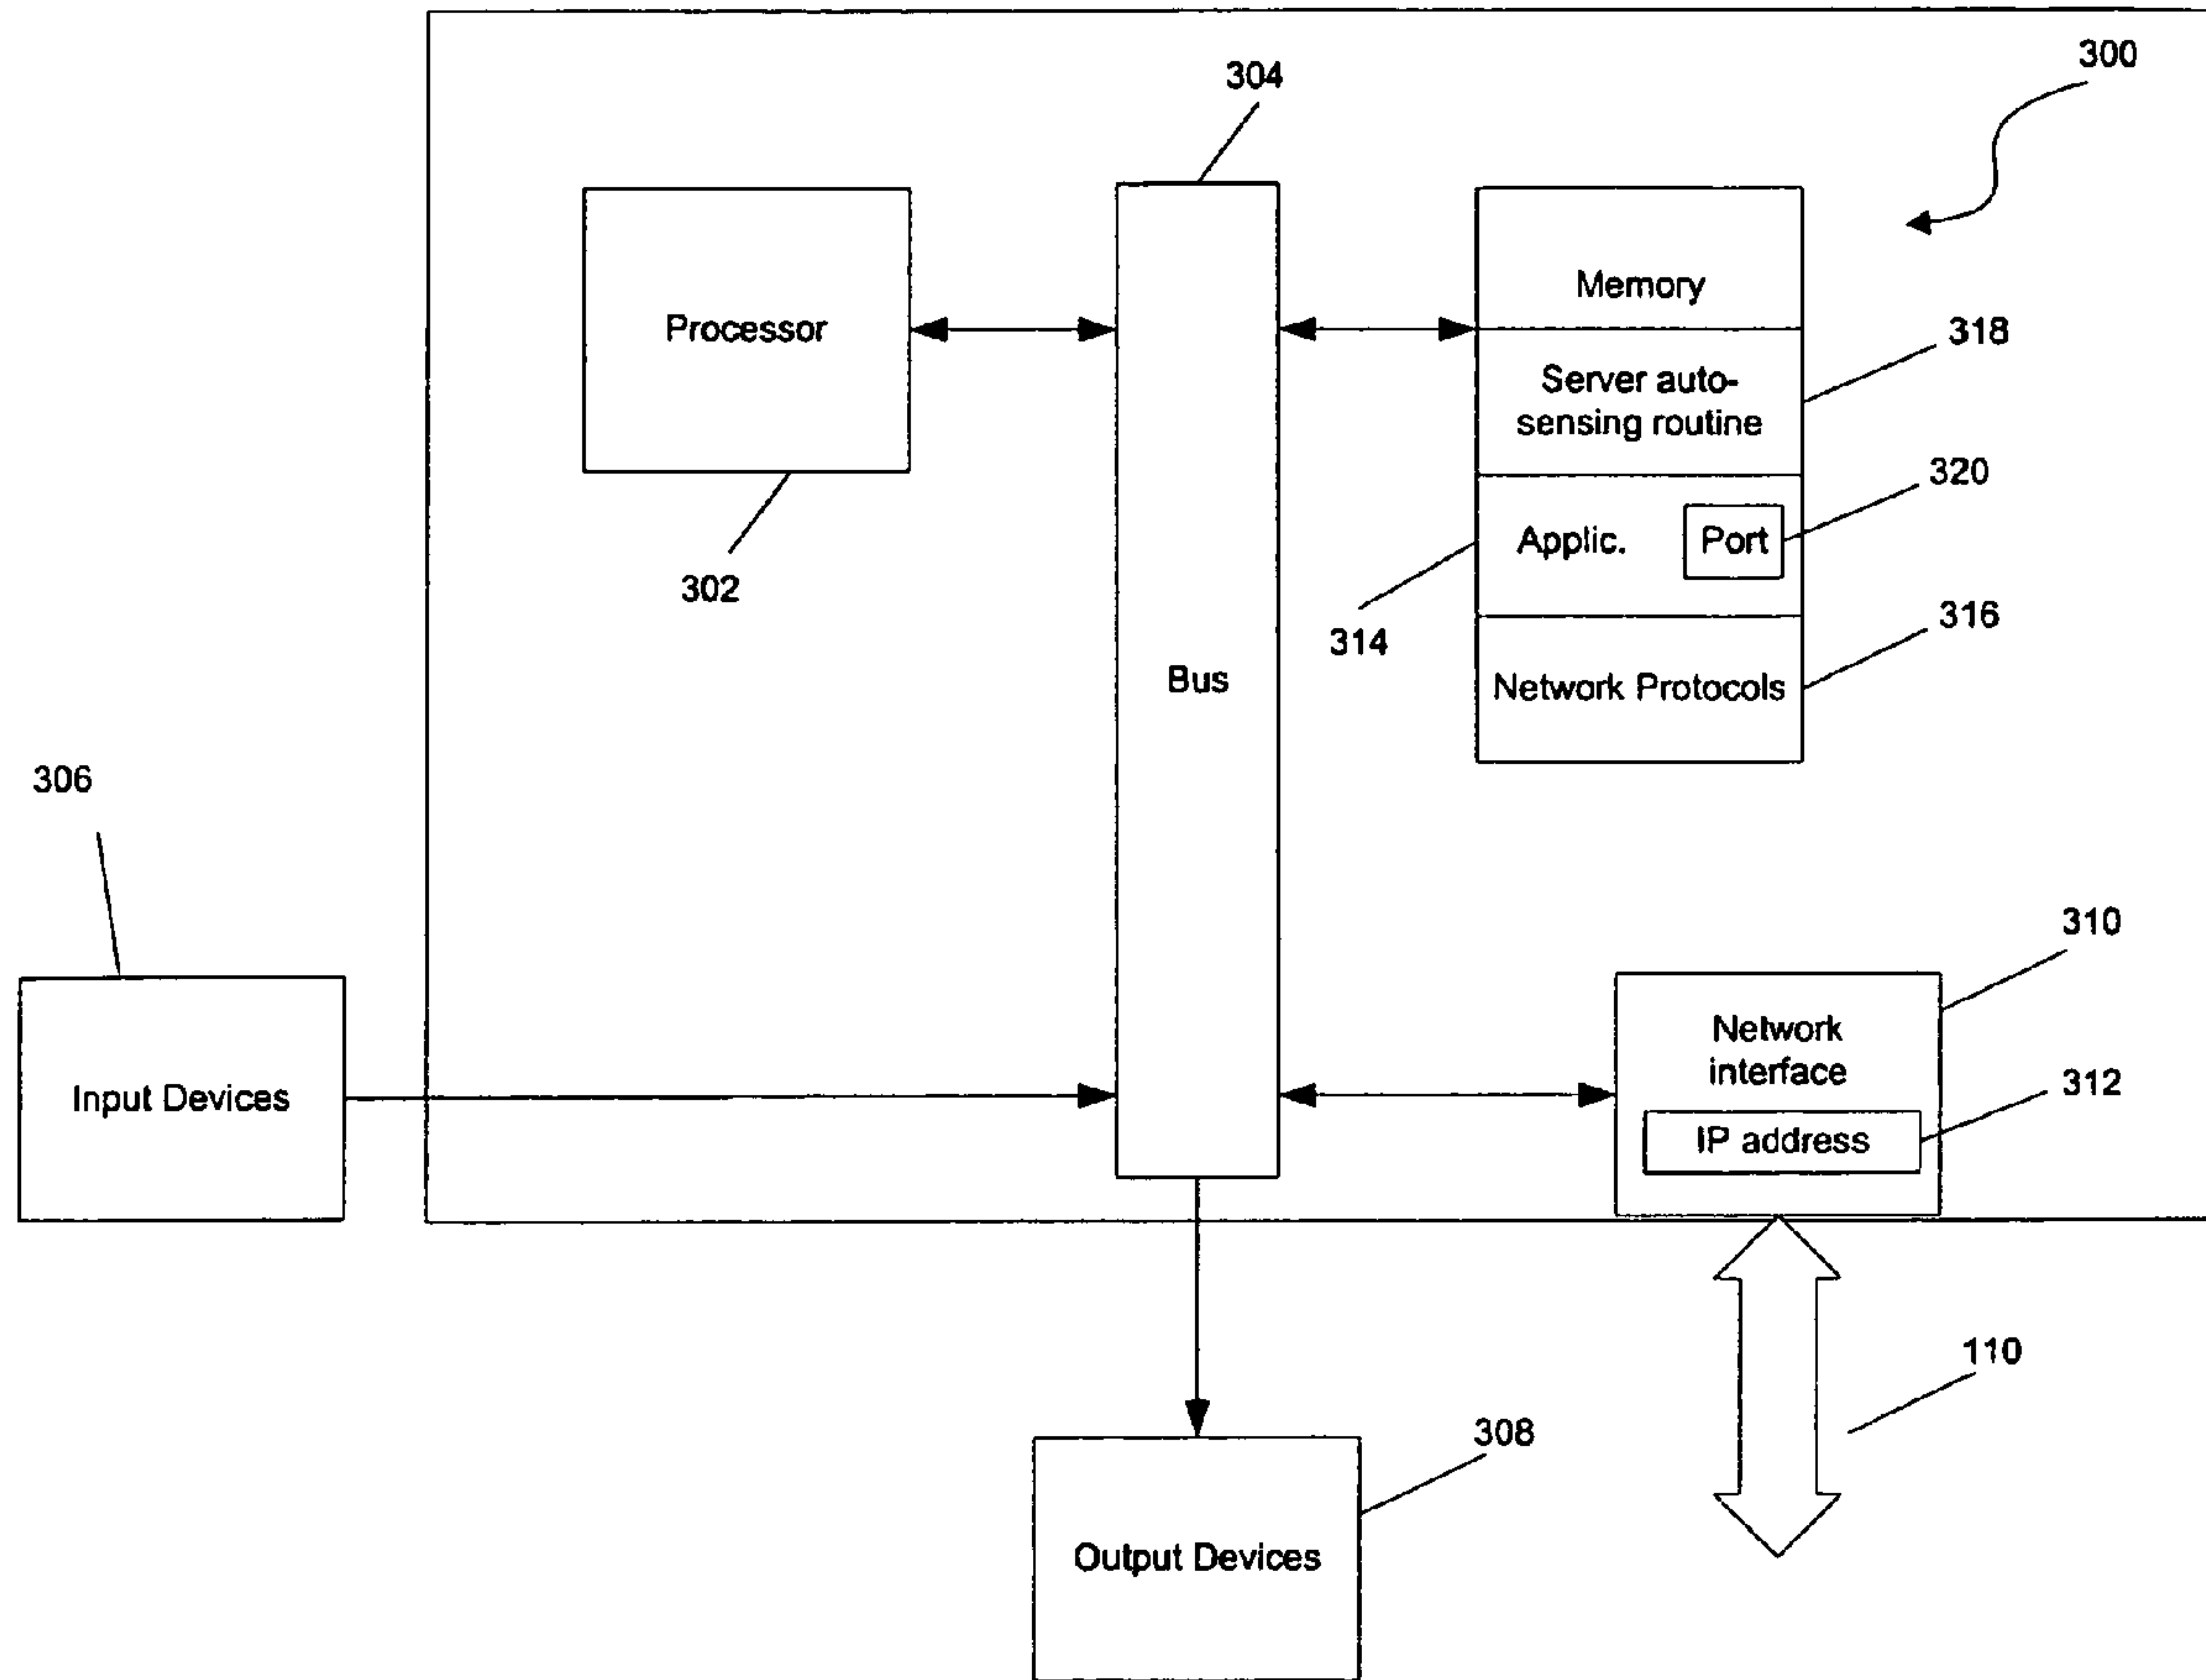 300
304
Memory
Processor
318
Server auto-
sensing routine
320
Applic.
Port
302
314
316
Bus
Network Protocols
306
310
Network
interface
312
Input Devices
IP address
110
308
Output Devices